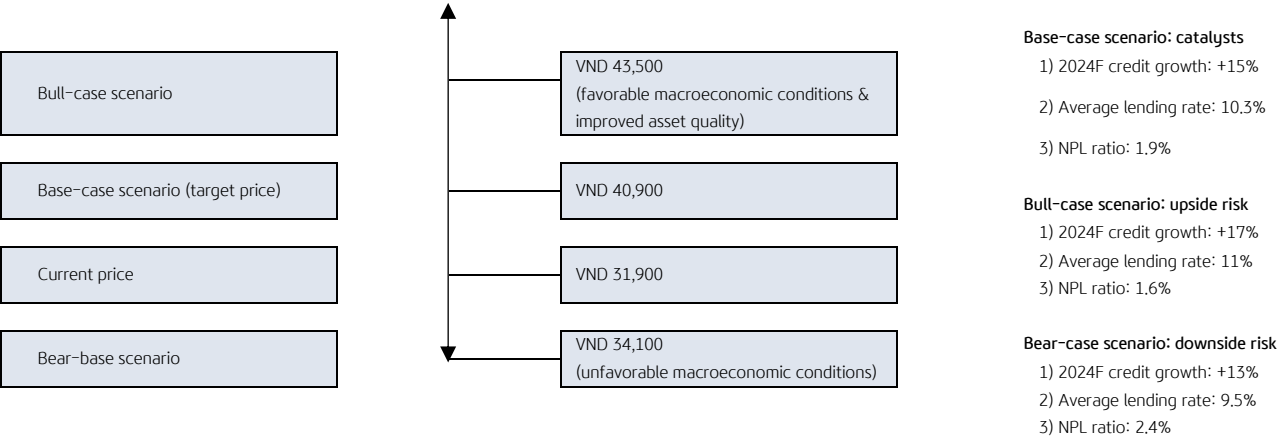 Bull-case scenario
VND 43,500
(favorable macroeconomic conditions &
improved asset quality)
Base-case scenario (target price)
VND 40,900
Current price
VND 31,900
Bear-base scenario
VND 34,100
(unfavorable macroeconomic conditions)
Base-case scenario: catalysts
1) 2024F credit growth: +15%
2) Average lending rate: 10.3%
3) NPL ratio: 1.9%
Bull-case scenario: upside risk
1) 2024F credit growth: +17%
2) Average lending rate: 11%
3) NPL ratio: 1.6%
Bear-case scenario: downside risk
1) 2024F credit growth: +13%
2) Average lending rate: 9.5%
3) NPL ratio: 2.4%